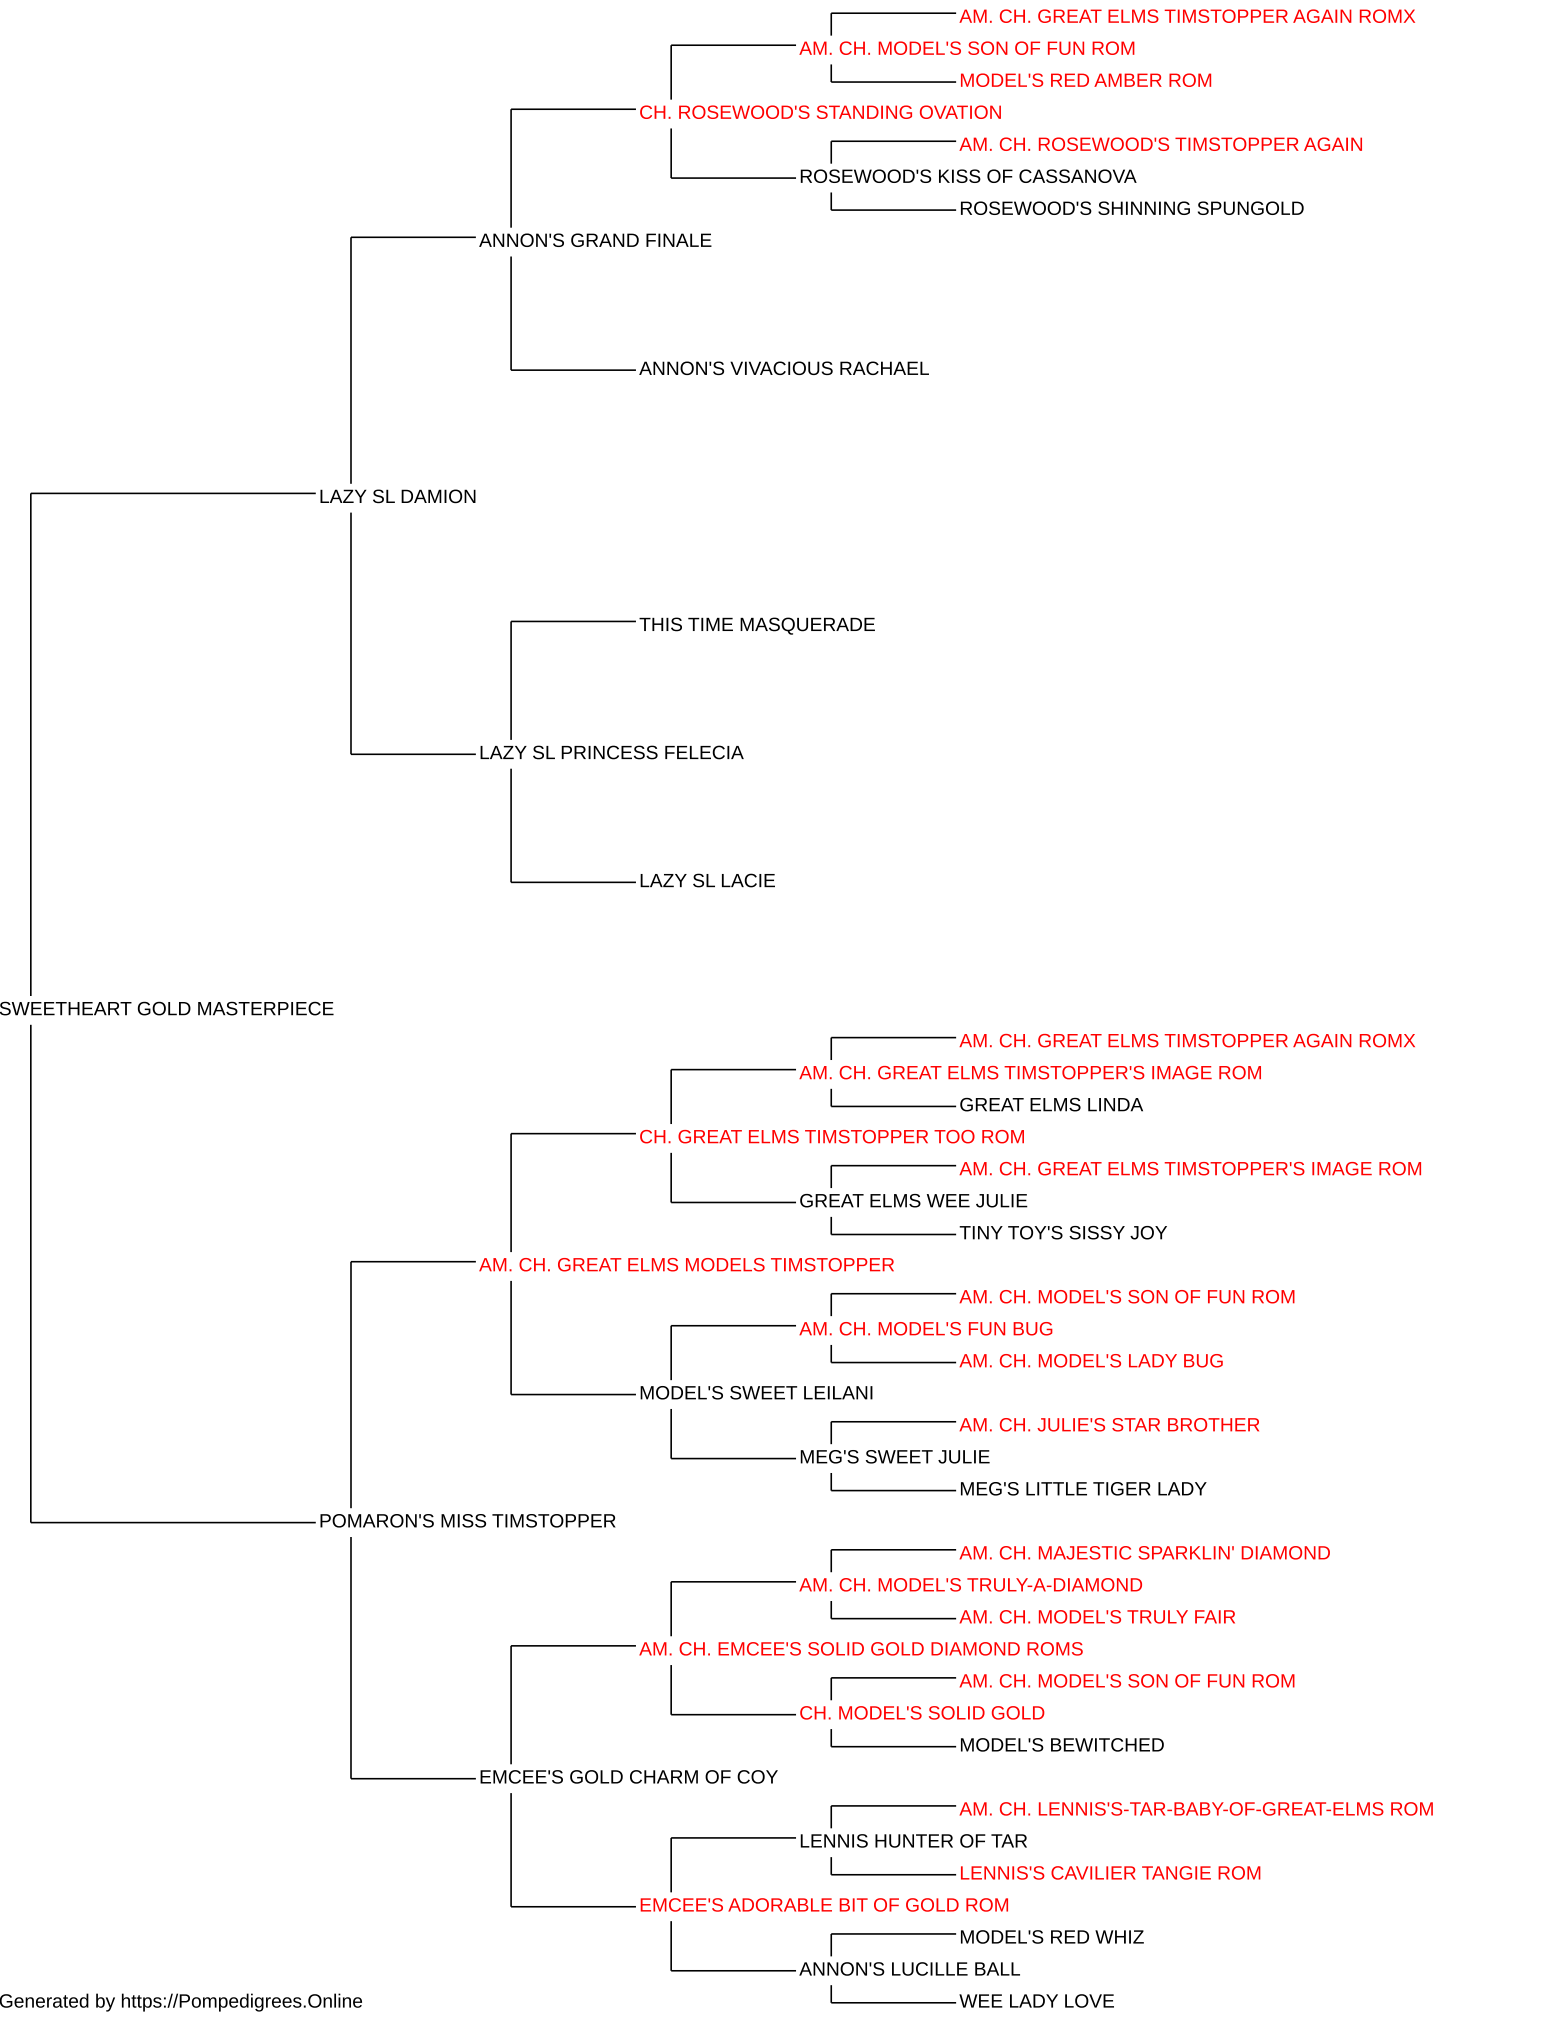 AM. CH. GREAT ELMS TIMSTOPPER AGAIN ROMX
AM. CH. MODEL'S SON OF FUN ROM
MODEL'S RED AMBER ROM
CH. ROSEWOOD'S STANDING OVATION
AM. CH. ROSEWOOD'S TIMSTOPPER AGAIN
ROSEWOOD'S KISS OF CASSANOVA
ROSEWOOD'S SHINNING SPUNGOLD
ANNON'S GRAND FINALE
ANNON'S VIVACIOUS RACHAEL
LAZY SL DAMION
THIS TIME MASQUERADE
LAZY SL PRINCESS FELECIA
LAZY SL LACIE
SWEETHEART GOLD MASTERPIECE
AM. CH. GREAT ELMS TIMSTOPPER AGAIN ROMX
AM. CH. GREAT ELMS TIMSTOPPER'S IMAGE ROM
GREAT ELMS LINDA
CH. GREAT ELMS TIMSTOPPER TOO ROM
AM. CH. GREAT ELMS TIMSTOPPER'S IMAGE ROM
GREAT ELMS WEE JULIE
TINY TOY'S SISSY JOY
AM. CH. GREAT ELMS MODELS TIMSTOPPER
AM. CH. MODEL'S SON OF FUN ROM
AM. CH. MODEL'S FUN BUG
AM. CH. MODEL'S LADY BUG
MODEL'S SWEET LEILANI
AM. CH. JULIE'S STAR BROTHER
MEG'S SWEET JULIE
MEG'S LITTLE TIGER LADY
POMARON'S MISS TIMSTOPPER
AM. CH. MAJESTIC SPARKLIN' DIAMOND
AM. CH. MODEL'S TRULY-A-DIAMOND
AM. CH. MODEL'S TRULY FAIR
AM. CH. EMCEE'S SOLID GOLD DIAMOND ROMS
AM. CH. MODEL'S SON OF FUN ROM
CH. MODEL'S SOLID GOLD
MODEL'S BEWITCHED
EMCEE'S GOLD CHARM OF COY
AM. CH. LENNIS'S-TAR-BABY-OF-GREAT-ELMS ROM
LENNIS HUNTER OF TAR
LENNIS'S CAVILIER TANGIE ROM
EMCEE'S ADORABLE BIT OF GOLD ROM
MODEL'S RED WHIZ
ANNON'S LUCILLE BALL
WEE LADY LOVE
Generated by https://Pompedigrees.Online